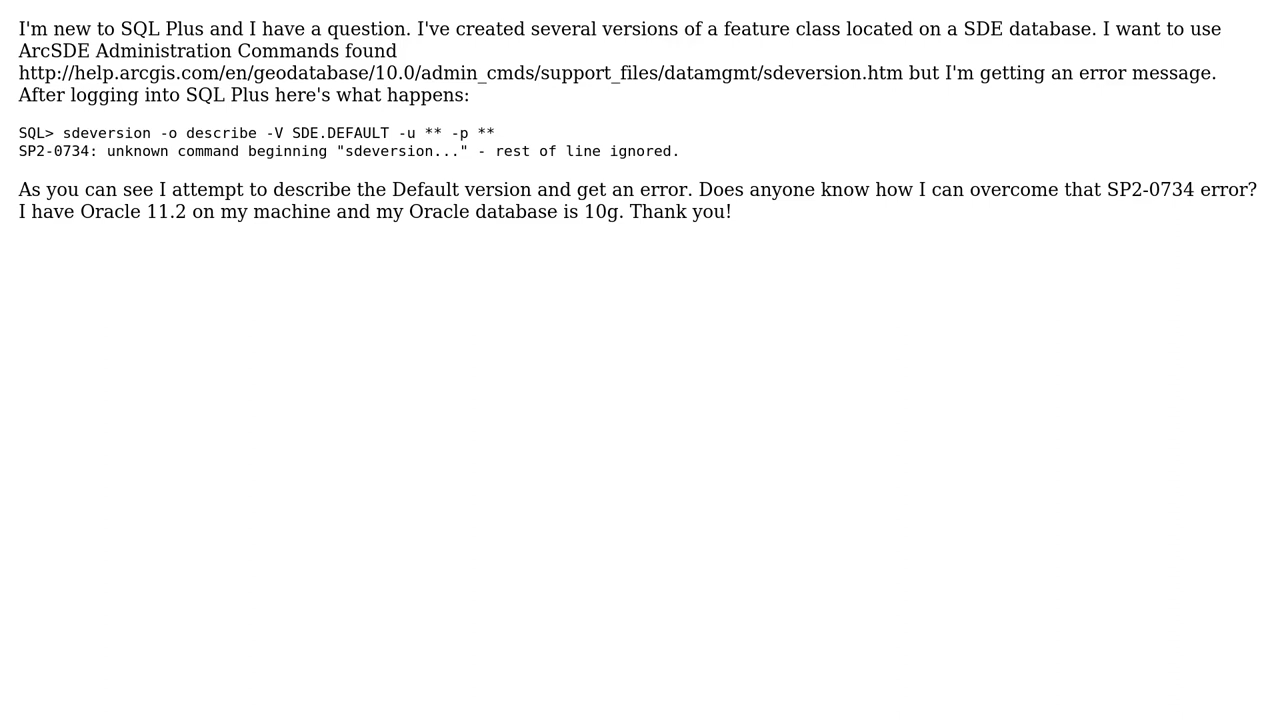 I'm new to SQL Plus and I have a question. I've created several versions of a feature class located on a SDE database. I want to use
ArcSDE Administration Commands found
http://help.arcgis.com/en/geodatabase/10.0/admin_cmds/support_files/datamgmt/sdeversion.htm but I'm getting an error message.
After logging into SQL Plus here's what happens:
SQL> sdeversion -o describe -V SDE.DEFAULT -u ** -p **
SP2-0734: unknown command beginning "sdeversion..." - rest of line ignored.
As you can see I attempt to describe the Default version and get an error. Does anyone know how I can overcome that SP2-0734 error?
I have Oracle 11.2 on my machine and my Oracle database is 10g. Thank you!